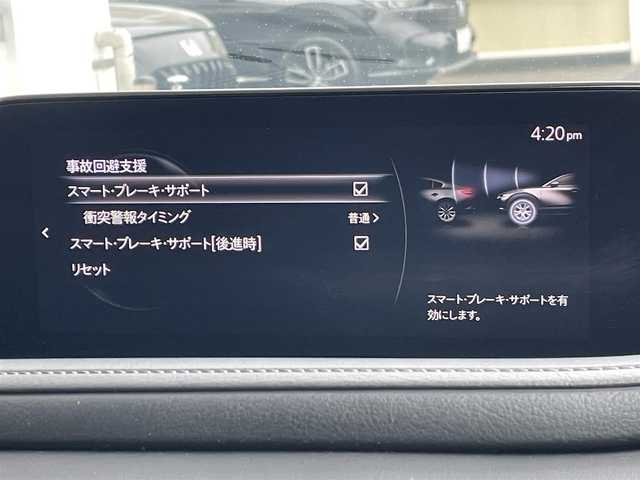 4:20pm
事故回避支援
スマート・ブレーキ・サポート
衝突警報タイミング 普通
スマート・ブレーキ・サポート[後進時]
リセット
スマート・ブレーキ・サポートを有
効にします。